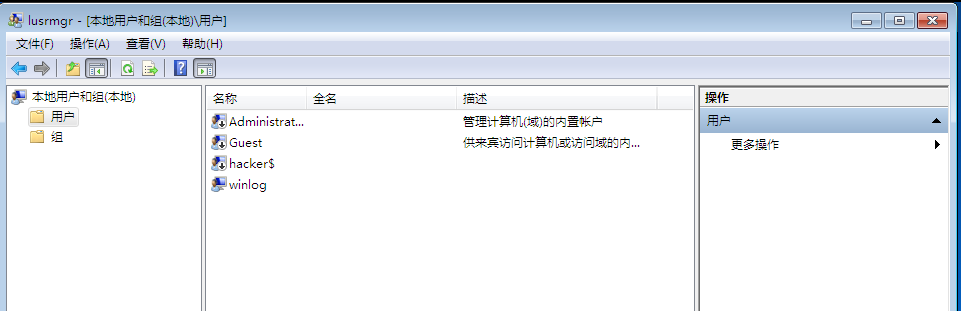 lusrmgr - [本地用户和组(本地)\用户]
文件(F) 操作(A) 查看(V) 帮助(H)
本地用户和组(本地)
用户
组
名称 全名 描述
Administrat... 管理计算机(域)的内置帐户
Guest 供来宾访问计算机或访问域的内...
hacker$
winlog
操作
用户
更多操作